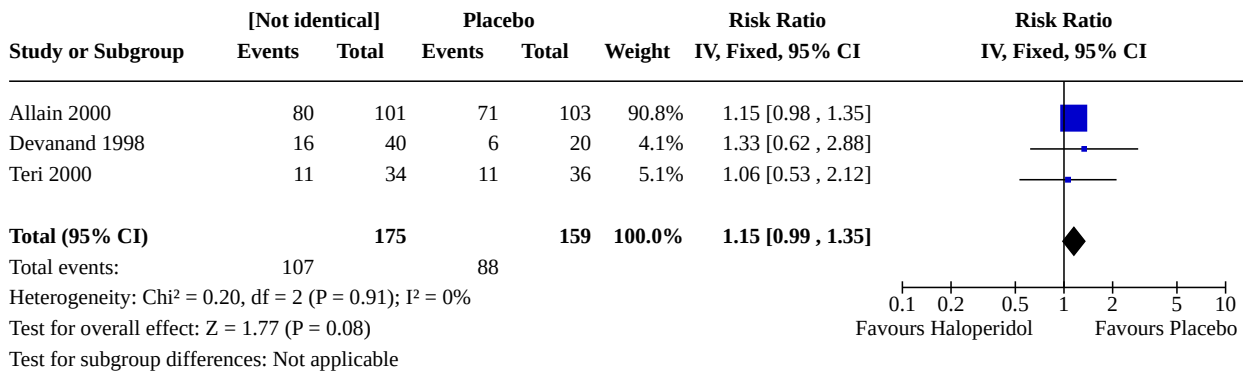 [Not identical] Placebo Risk Ratio Risk Ratio
Study or Subgroup Events Total Events Total Weight IV, Fixed, 95% CI IV, Fixed, 95% CI
Allain 2000 80 101 71 103 90.8% 1.15 [0.98 , 1.35]
Devanand 1998 16 40 6 20 4.1% 1.33 [0.62 , 2.88]
Teri 2000 11 34 11 36 5.1% 1.06 [0.53 , 2.12]
Total (95% CI) 175 159 100.0% 1.15 [0.99 , 1.35]
Total events: 107 88
Heterogeneity: Chi² = 0.20, df = 2 (P = 0.91); I² = 0%
0.1 0.2 0.5 1 2 5 10
Test for overall effect: Z = 1.77 (P = 0.08) Favours Haloperidol Favours Placebo
Test for subgroup differences: Not applicable